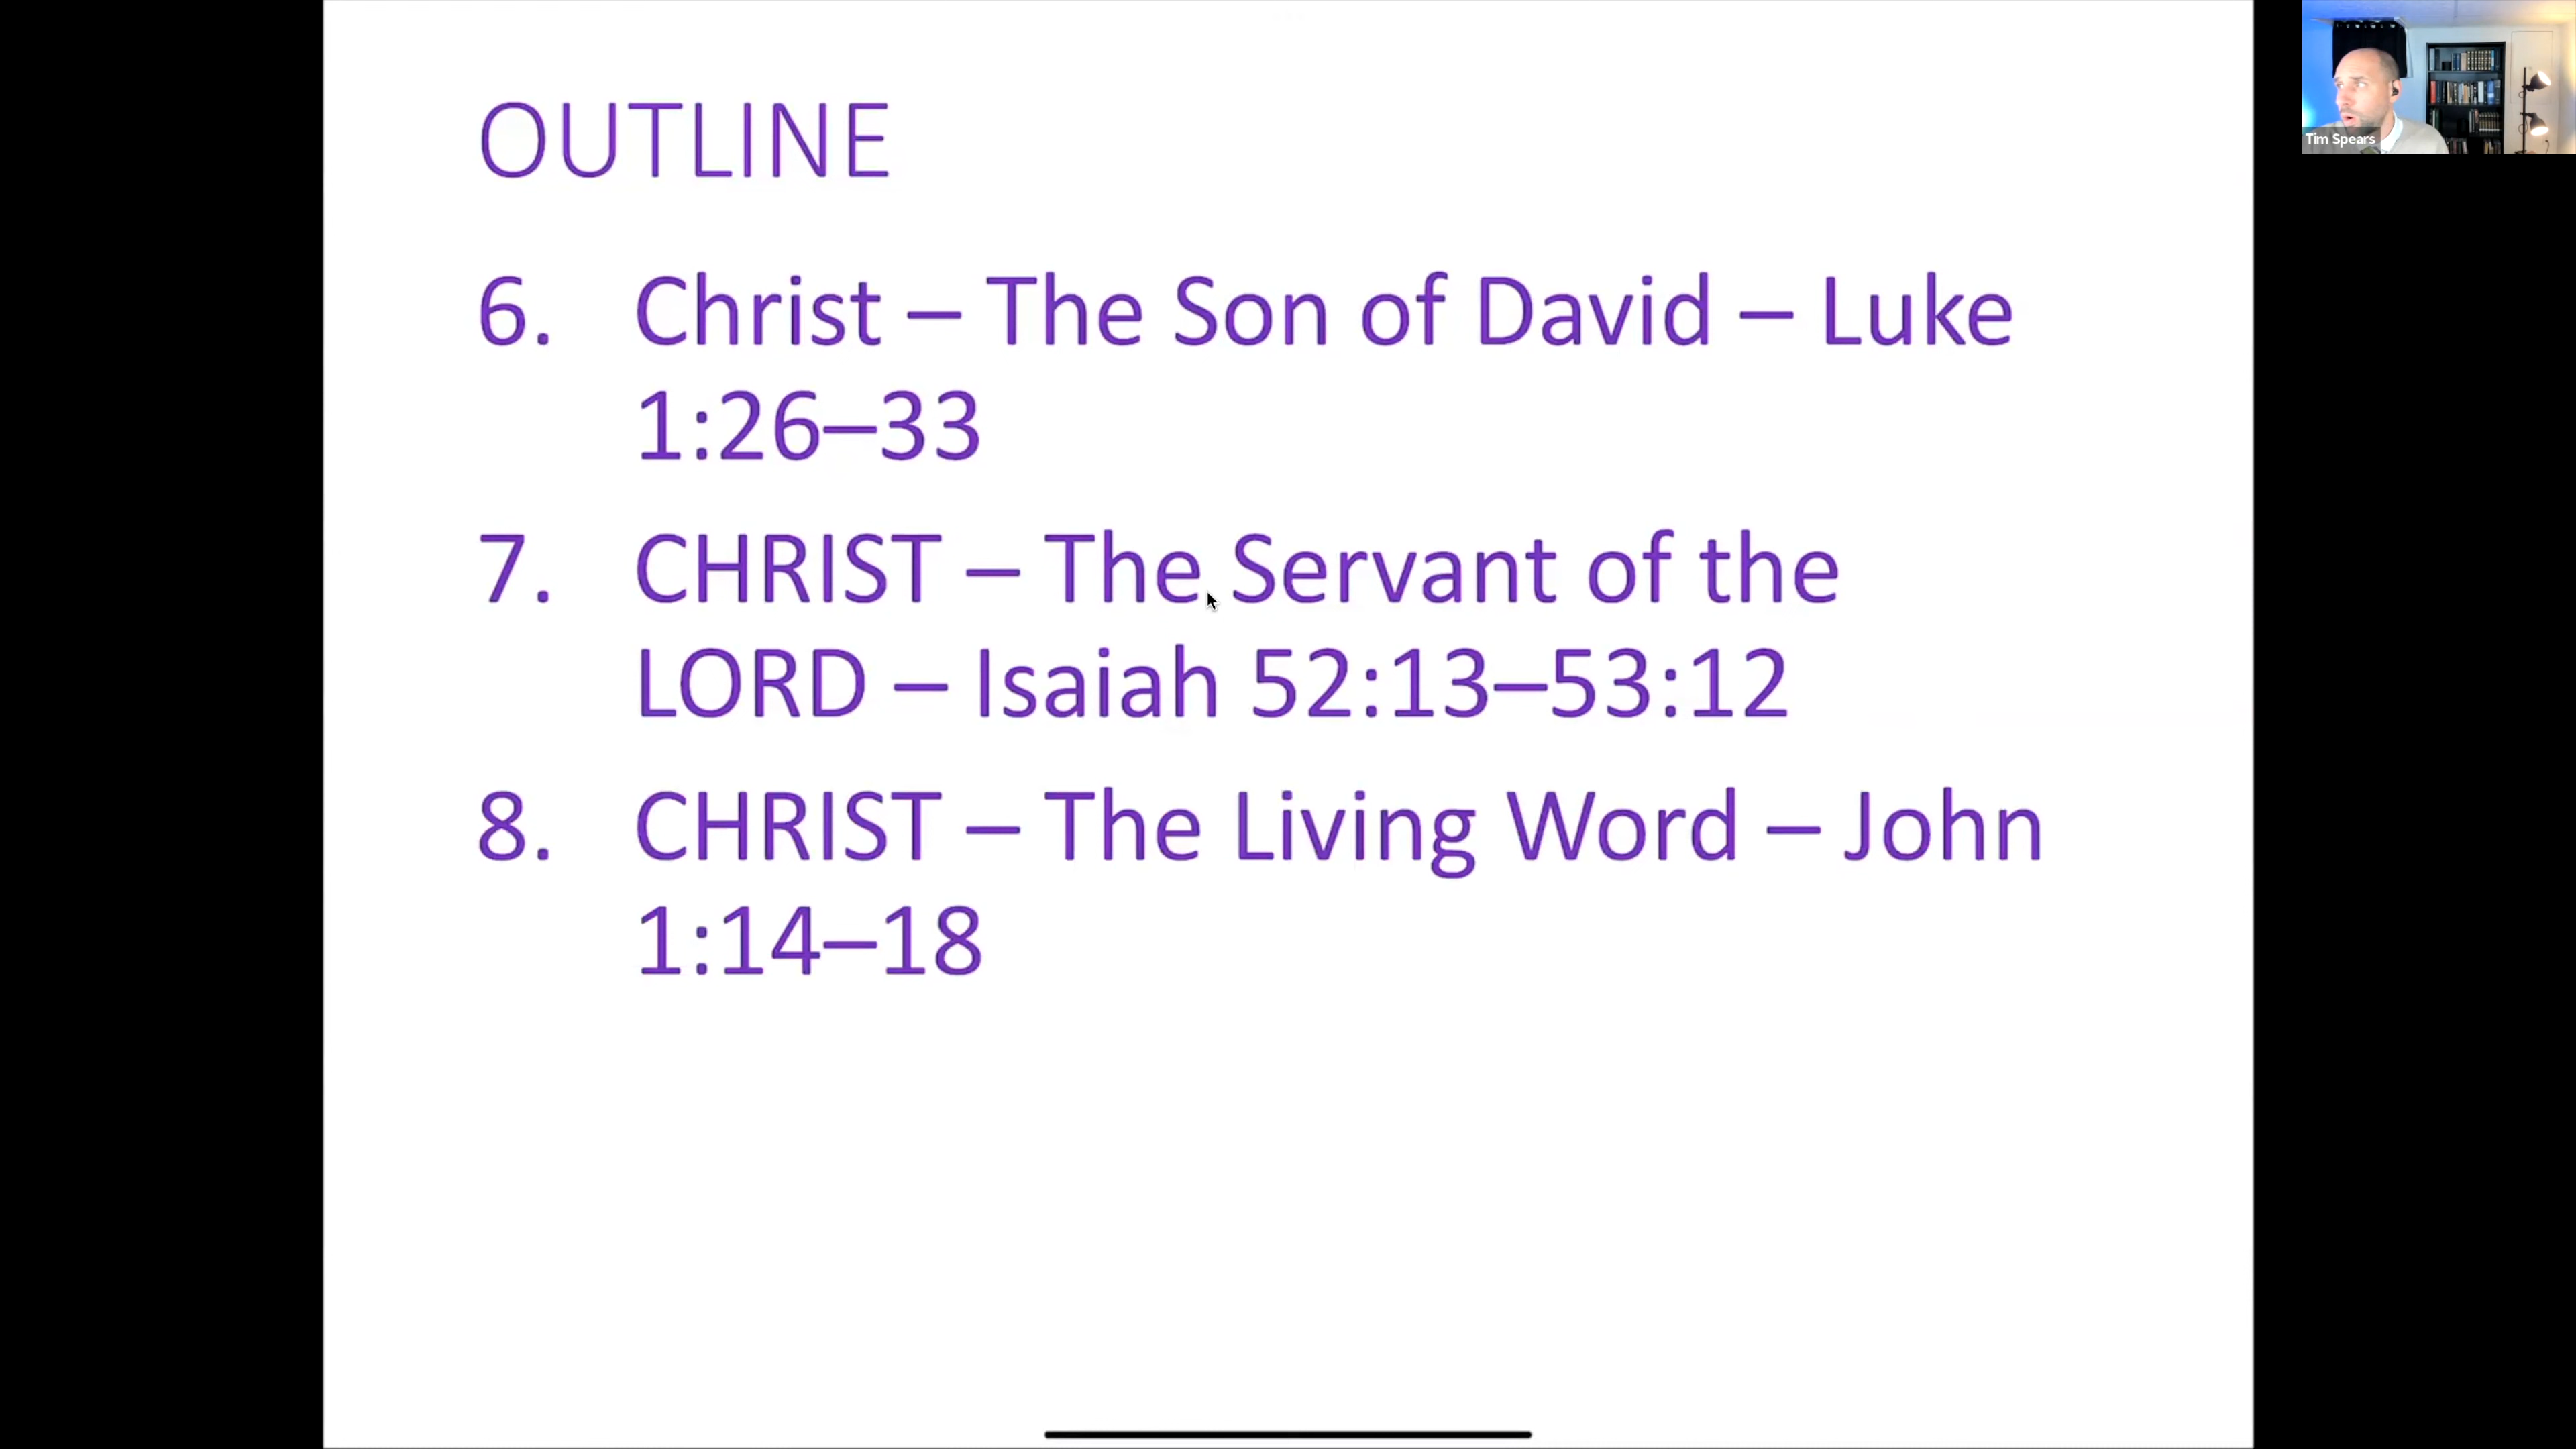 OUTLINE
6. Christ – The Son of David – Luke
1:26–33
7. CHRIST – The Servant of the
LORD – Isaiah 52:13–53:12
8. CHRIST – The Living Word – John
1:14–18
Tim Spears